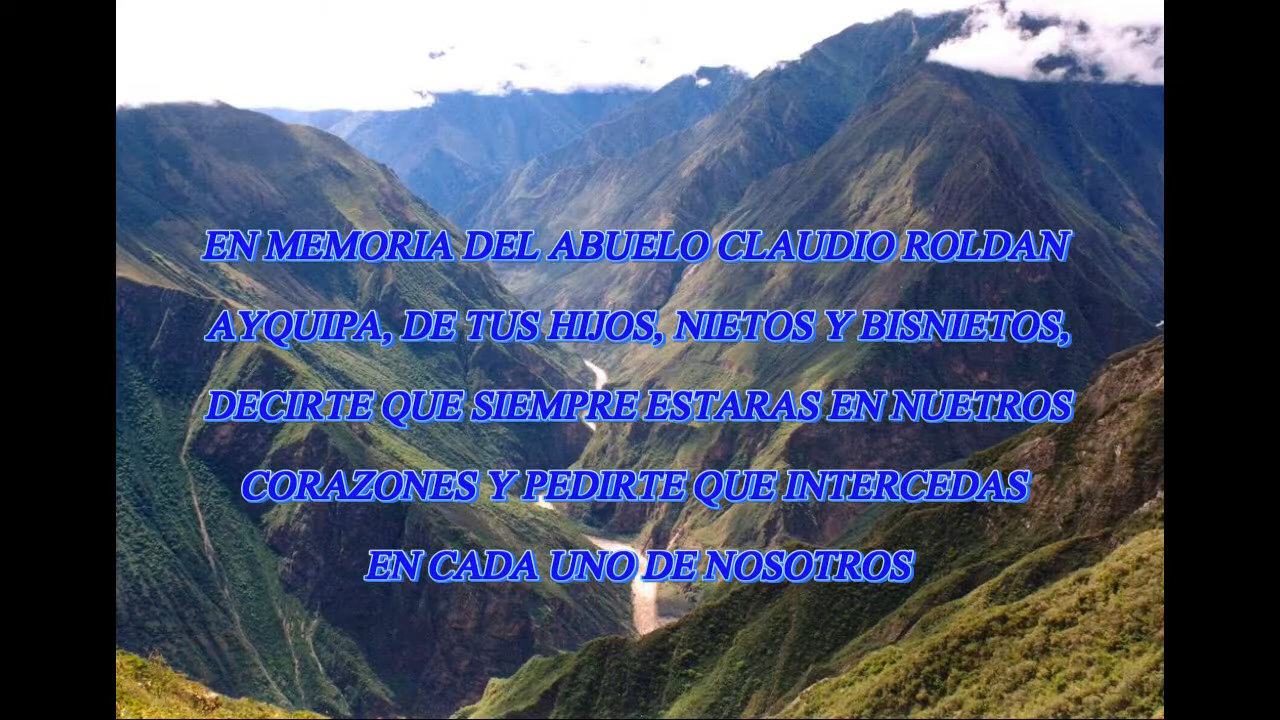 EN MEMORIA DEL ABUELO CLAUDIO ROLDAN
AYQUIPA, DE TUS HIJOS, NIETOS Y BISNIETOS,
DECIRTE QUE SIEMPRE ESTARAS EN NUETROS
CORAZONES Y PEDIRTE QUE INTERCEDAS
EN CADA UNO DE NOSOTROS